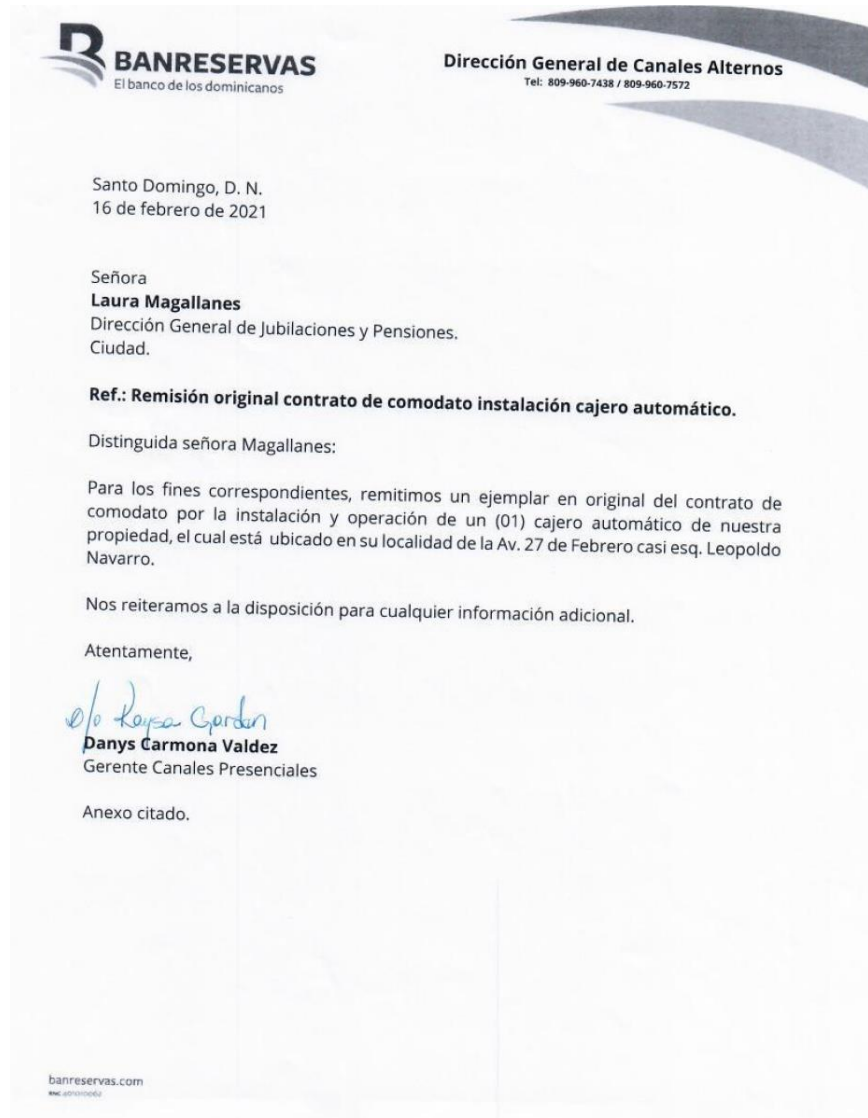 BANRESERVAS
El banco de los dominicanos
Dirección General de Canales Alternos
Tel: 809-960-7438 / 809-960-7572
Santo Domingo, D. N.
16 de febrero de 2021
Señora
Laura Magallanes
Dirección General de Jubilaciones y Pensiones.
Ciudad.
Ref.: Remisión original contrato de comodato instalación cajero automático.
Distinguida señora Magallanes:
Para los fines correspondientes, remitimos un ejemplar en original del contrato de
comodato por la instalación y operación de un (01) cajero automático de nuestra
propiedad, el cual está ubicado en su localidad de la Av. 27 de Febrero casi esq. Leopoldo
Navarro.
Nos reiteramos a la disposición para cualquier información adicional.
Atentamente,
Danys Carmona Valdez
Gerente Canales Presenciales
Anexo citado.
banreservas.com